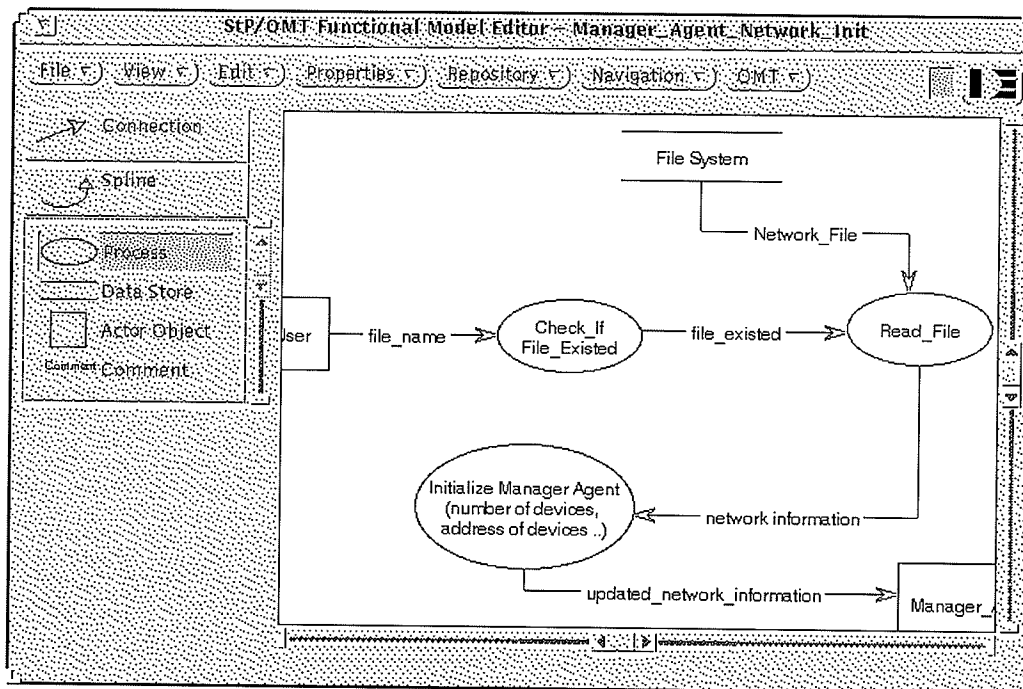 StP/OMT Functional Model Editor - Manager_Agent_Network_Init
File View Edit Properties Repository Navigation OMT
Connection
Spline
Process
Data Store
Actor Object
Comment Comment
File System
Network_File
User
file_name
Check_If
File_Existed
file_existed
Read_File
Initialize Manager Agent
(number of devices,
address of devices ..)
network information
updated_network_information
Manager_A